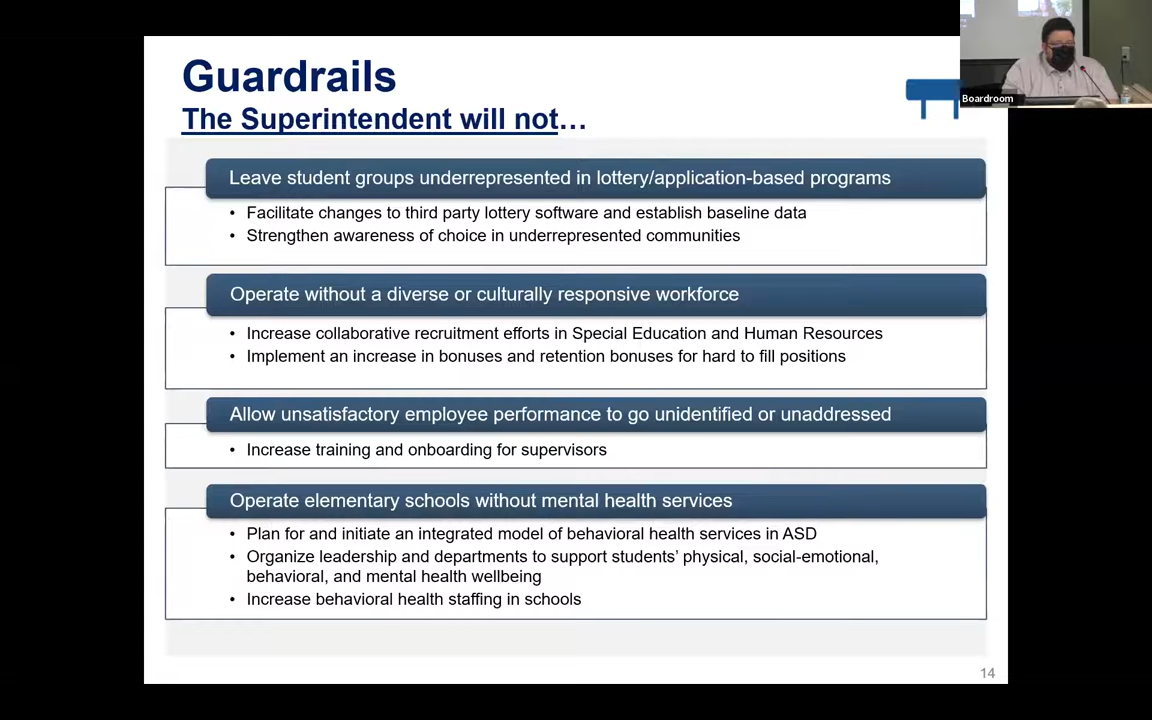 Guardrails
The Superintendent will not…
Boardroom
Leave student groups underrepresented in lottery/application-based programs
• Facilitate changes to third party lottery software and establish baseline data
• Strengthen awareness of choice in underrepresented communities
Operate without a diverse or culturally responsive workforce
• Increase collaborative recruitment efforts in Special Education and Human Resources
• Implement an increase in bonuses and retention bonuses for hard to fill positions
Allow unsatisfactory employee performance to go unidentified or unaddressed
• Increase training and onboarding for supervisors
Operate elementary schools without mental health services
• Plan for and initiate an integrated model of behavioral health services in ASD
• Organize leadership and departments to support students’ physical, social-emotional,
behavioral, and mental health wellbeing
• Increase behavioral health staffing in schools
14